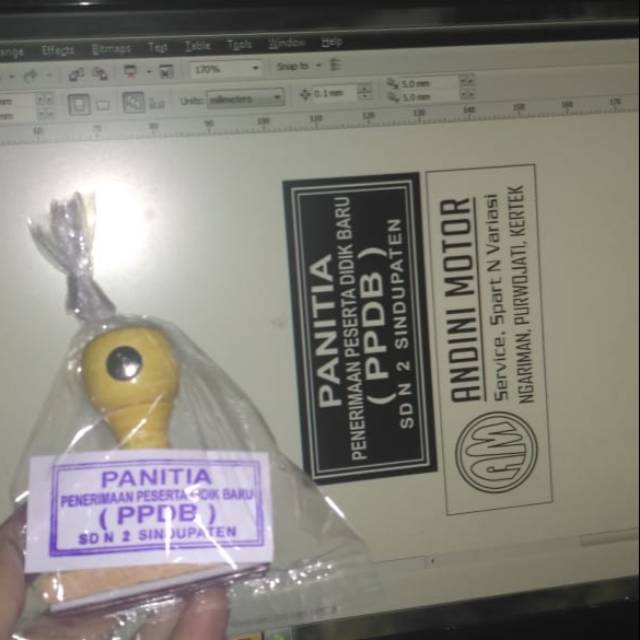 Effects Bitmaps Text Table Tools Window Help
170% Snap to
Units: millimeters 0.1 mm 5.0 mm
5.0 mm
PANITIA
PENERIMAAN PESERTA DIDIK BARU
( PPDB )
SD N 2 SINDUPATEN
ANDINI MOTOR
Service, Spart N Variasi
NGARIMAN, PURWOJATI, KERTEK
PANITIA
PENERIMAAN PESERTA DIDIK BARU
( PPDB )
SD N 2 SINDUPATEN